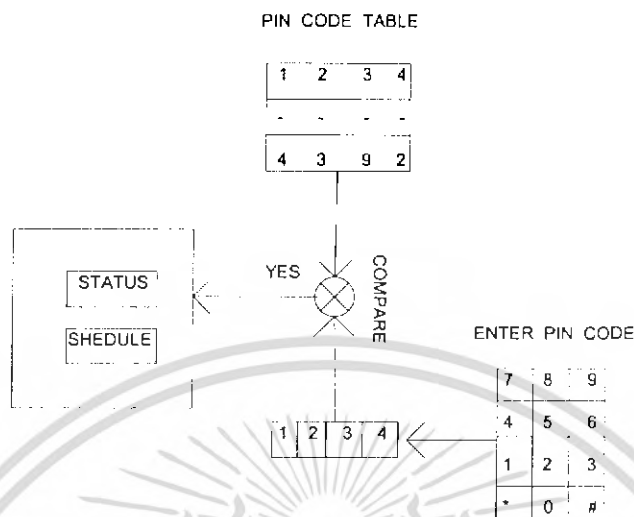 PIN CODE TABLE
1 2 3 4
- - - -
4 3 9 2
YES
COMPARE
STATUS
SHEDULE
ENTER PIN CODE
7 8 9
4 5 6
1 2 3
* 0 #
1 2 3 4